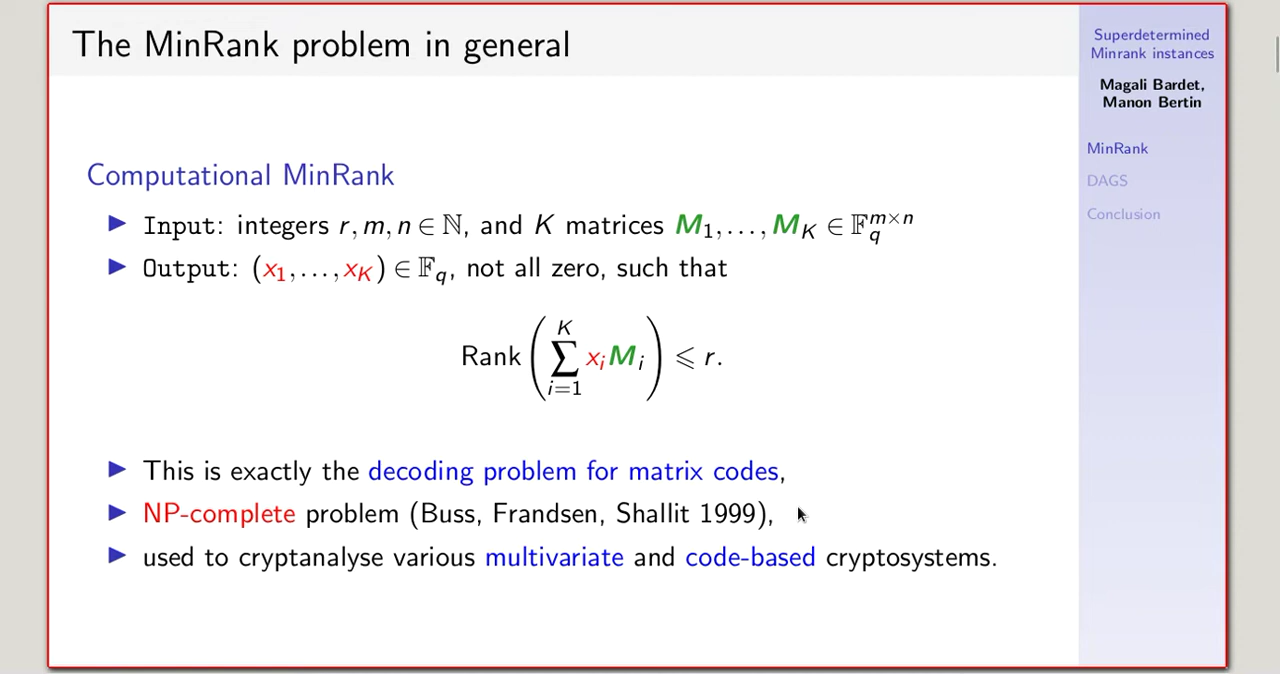 The MinRank problem in general
Computational MinRank
▶ Input: integers r, m, n ∈ ℕ, and K matrices M₁, …, M_K ∈ 𝔽_q^{m×n}
▶ Output: (x₁, …, x_K) ∈ 𝔽_q, not all zero, such that
Rank(∑_{i=1}^{K} x_i M_i) ⩽ r.
▶ This is exactly the decoding problem for matrix codes,
▶ NP-complete problem (Buss, Frandsen, Shallit 1999),
▶ used to cryptanalyse various multivariate and code-based cryptosystems.
Superdetermined
Minrank instances
Magali Bardet,
Manon Bertin
MinRank
DAGS
Conclusion